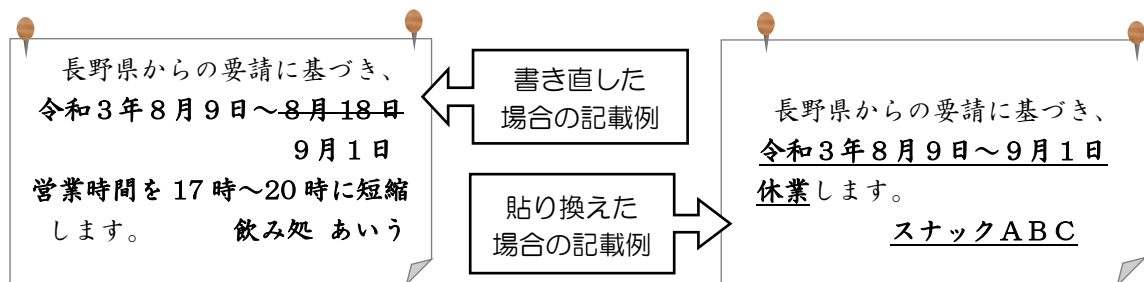 長野県からの要請に基づき、
令和3年8月9日～8月18日
9月1日
営業時間を 17 時～20 時に短縮
します。 飲み処 あいう
書き直した
場合の記載例
貼り換えた
場合の記載例
長野県からの要請に基づき、
令和3年8月9日～9月1日
休業します。
スナックＡＢＣ